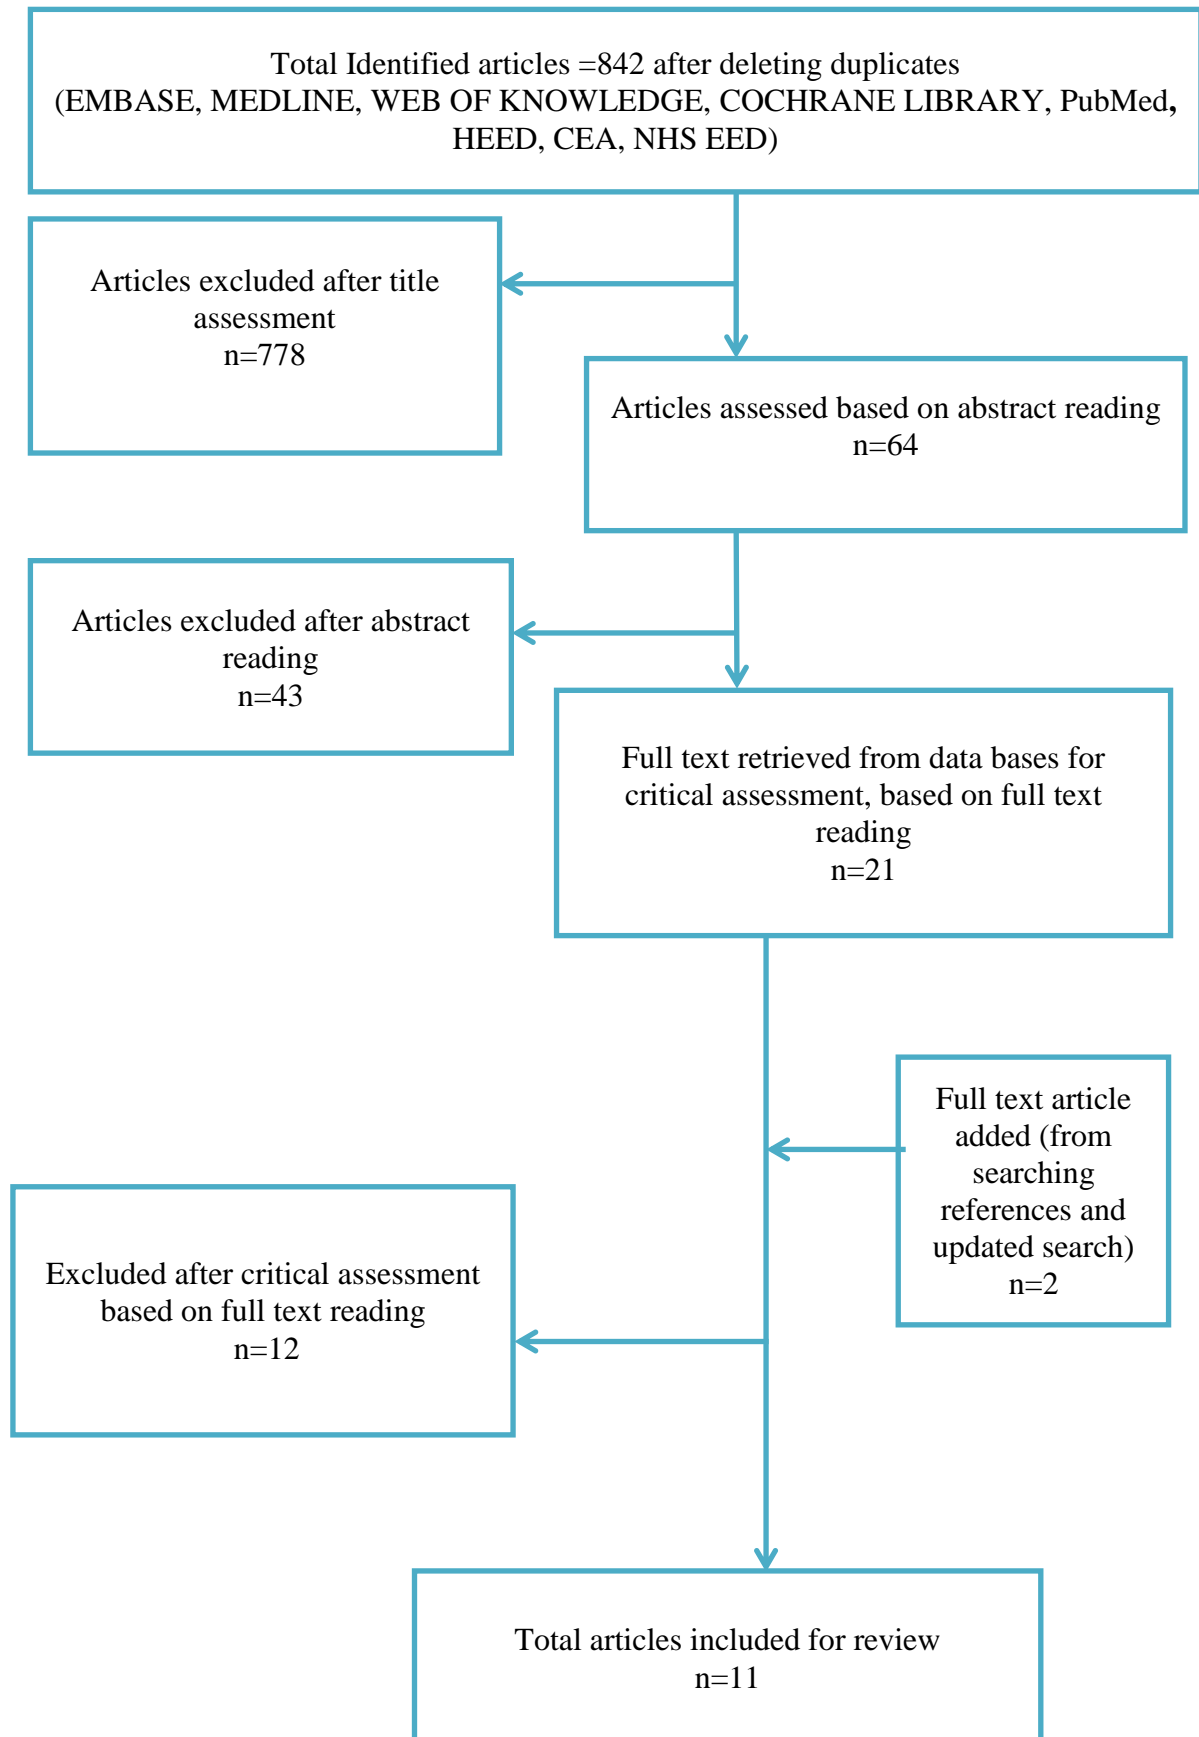 Total Identified articles =842 after deleting duplicates
(EMBASE, MEDLINE, WEB OF KNOWLEDGE, COCHRANE LIBRARY, PubMed,
HEED, CEA, NHS EED)
Articles excluded after title
assessment
n=778
Articles assessed based on abstract reading
n=64
Articles excluded after abstract
reading
n=43
Full text retrieved from data bases for
critical assessment, based on full text
reading
n=21
Full text article
added (from
searching
references and
updated search)
n=2
Excluded after critical assessment
based on full text reading
n=12
Total articles included for review
n=11